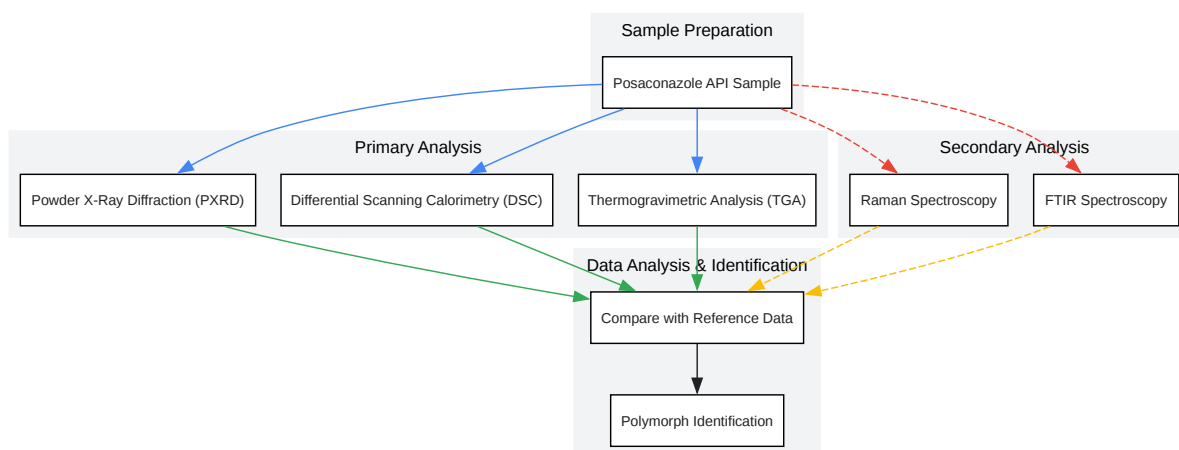 Sample Preparation
Posaconazole API Sample
Primary Analysis
Secondary Analysis
Powder X-Ray Diffraction (PXRD)
Differential Scanning Calorimetry (DSC)
Thermogravimetric Analysis (TGA)
Raman Spectroscopy
FTIR Spectroscopy
Data Analysis & Identification
Compare with Reference Data
Polymorph Identification